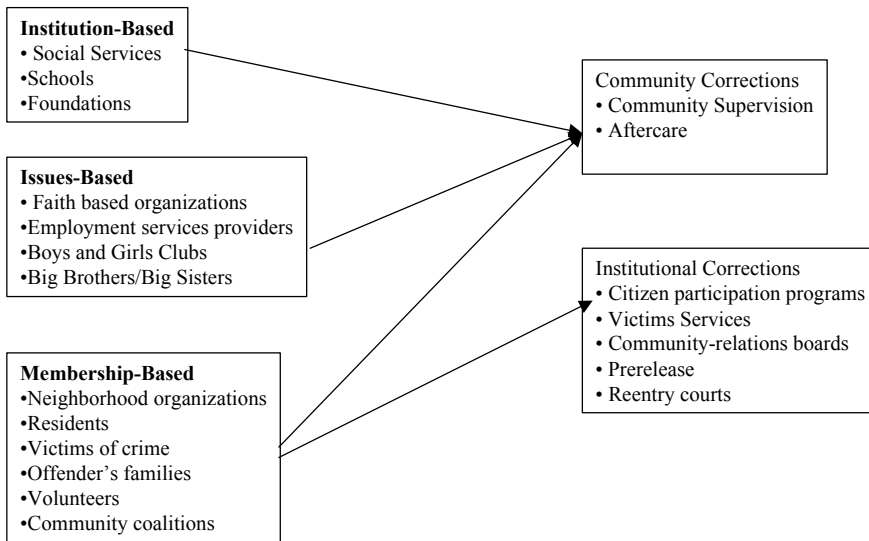 Institution-Based
• Social Services
•Schools
•Foundations
Issues-Based
• Faith based organizations
•Employment services providers
•Boys and Girls Clubs
•Big Brothers/Big Sisters
Membership-Based
•Neighborhood organizations
•Residents
•Victims of crime
•Offender’s families
•Volunteers
•Community coalitions
Community Corrections
• Community Supervision
• Aftercare
Institutional Corrections
• Citizen participation programs
• Victims Services
• Community-relations boards
• Prerelease
• Reentry courts